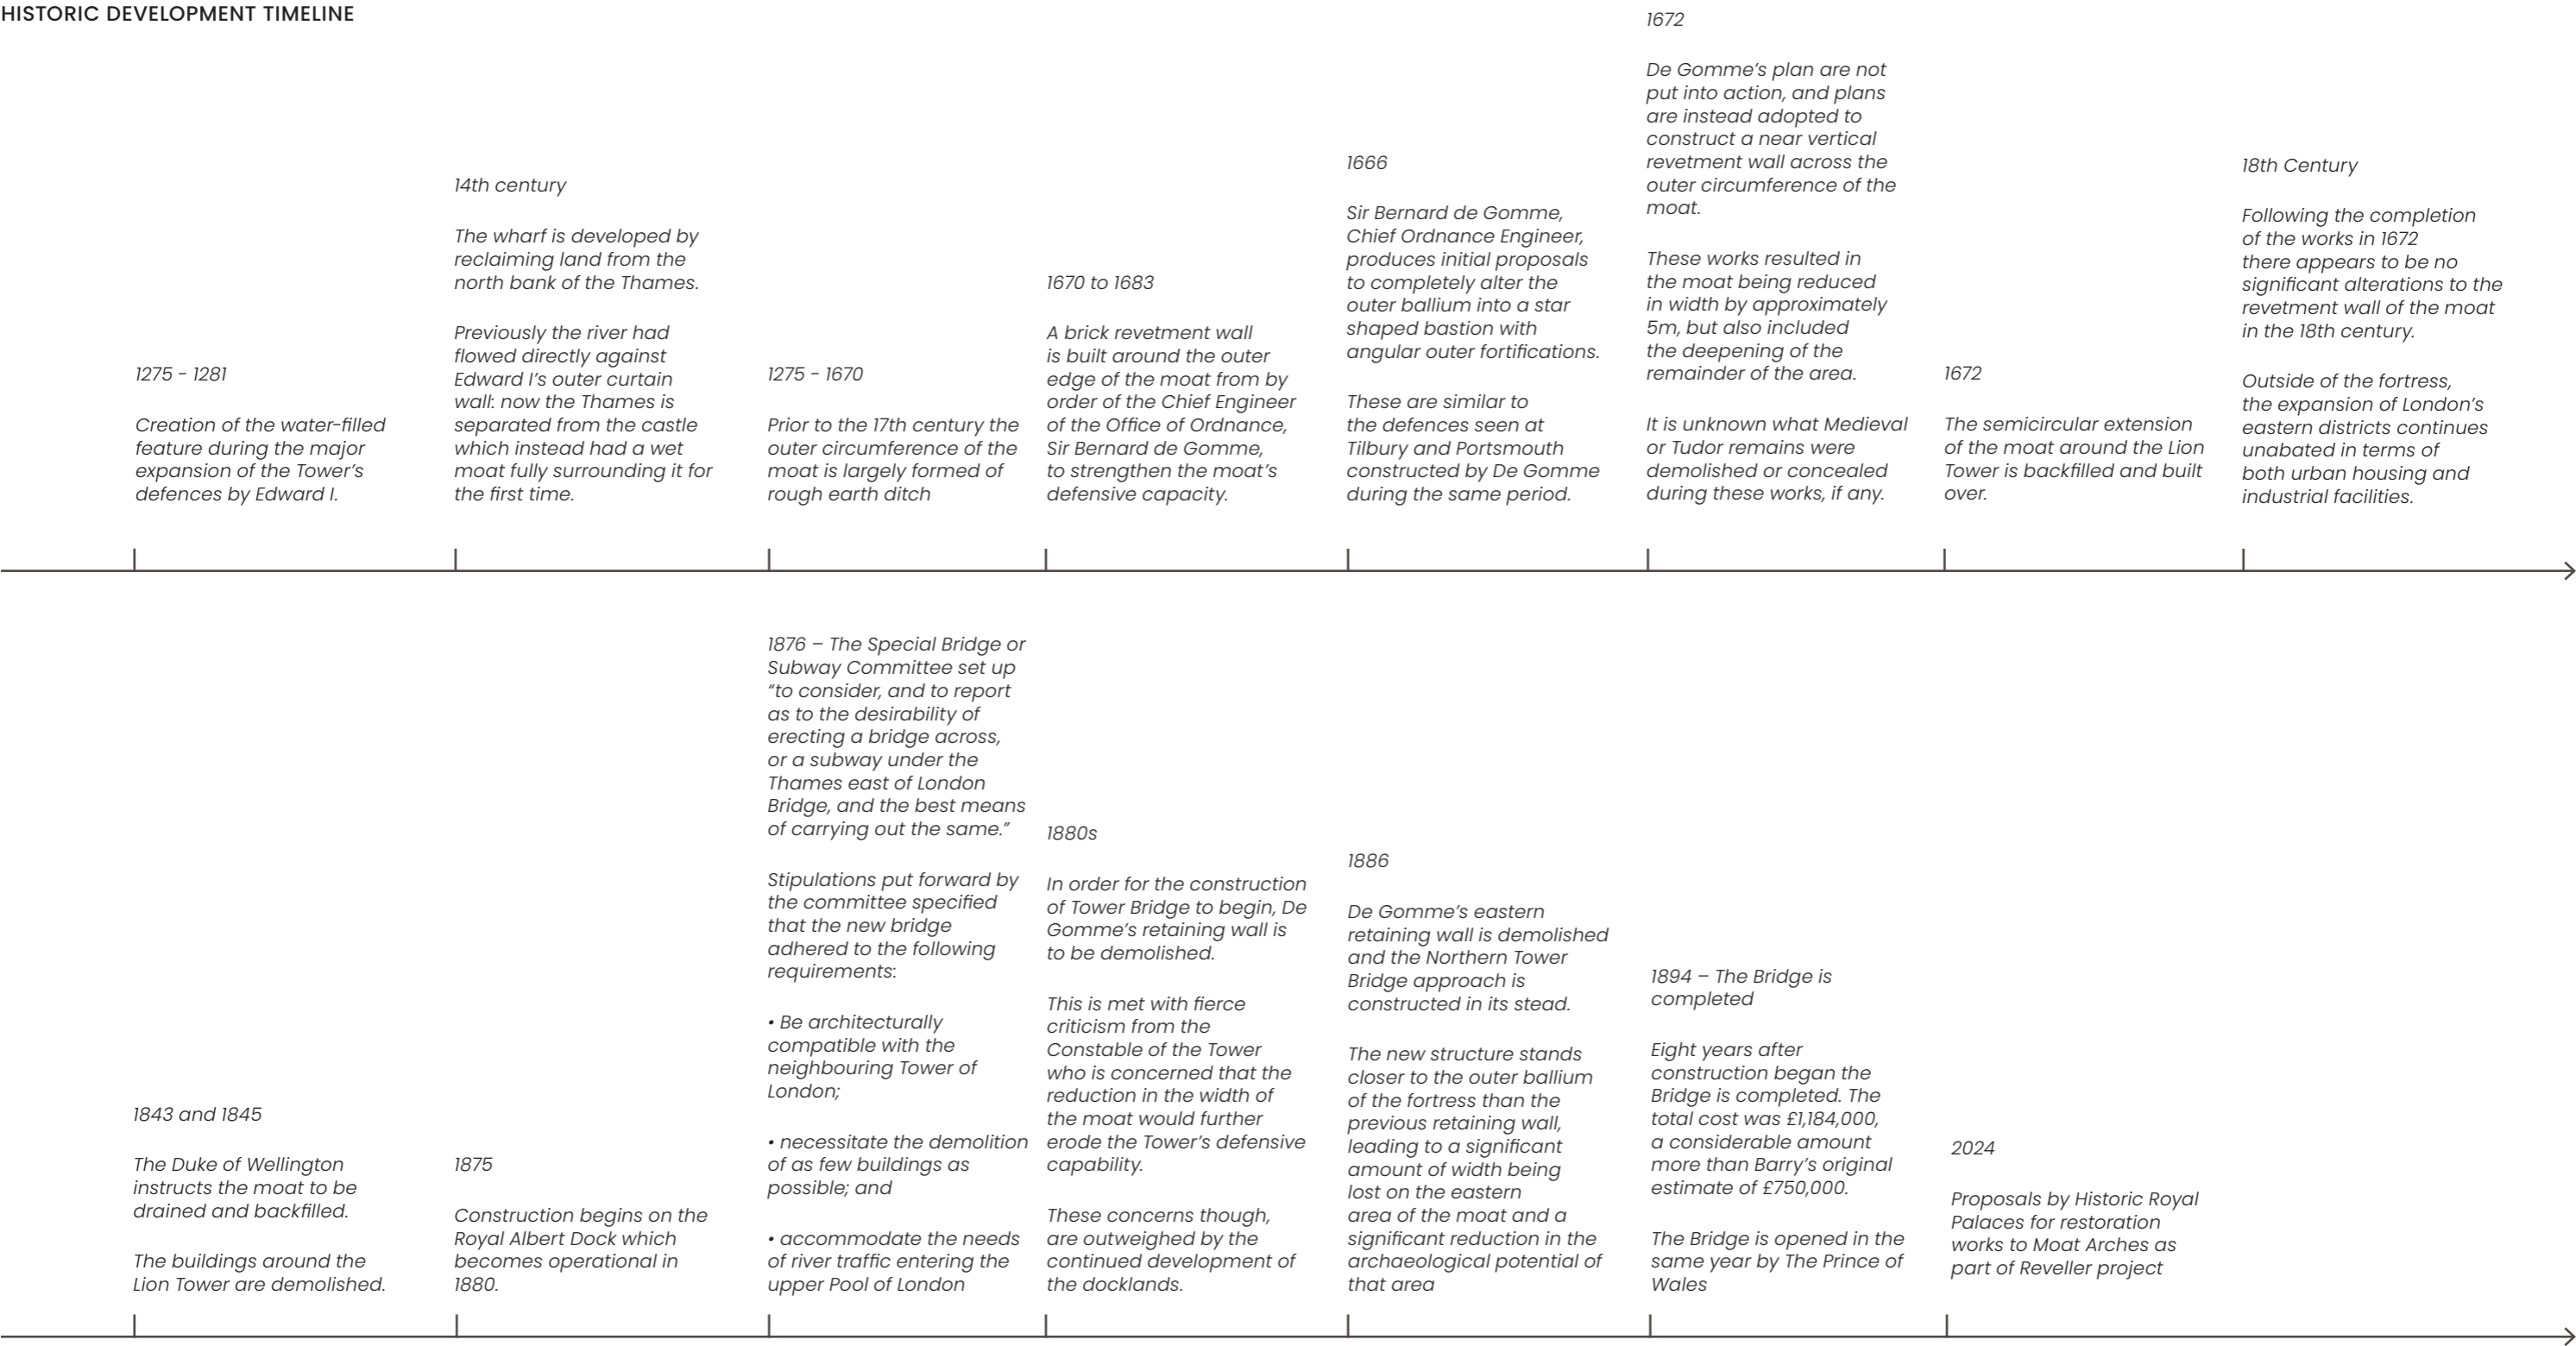 HISTORIC DEVELOPMENT TIMELINE
1275 - 1281
Creation of the water-filled
feature during the major
expansion of the Tower's
defences by Edward I.
14th century
The wharf is developed by
reclaiming land from the
north bank of the Thames.
Previously the river had
flowed directly against
Edward I's outer curtain
wall: now the Thames is
separated from the castle
which instead had a wet
moat fully surrounding it for
the first time.
1275 - 1670
Prior to the 17th century the
outer circumference of the
moat is largely formed of
rough earth ditch
1670 to 1683
A brick revetment wall
is built around the outer
edge of the moat from by
order of the Chief Engineer
of the Office of Ordnance,
Sir Bernard de Gomme,
to strengthen the moat's
defensive capacity.
1666
Sir Bernard de Gomme,
Chief Ordnance Engineer,
produces initial proposals
to completely alter the
outer ballium into a star
shaped bastion with
angular outer fortifications.
These are similar to
the defences seen at
Tilbury and Portsmouth
constructed by De Gomme
during the same period.
1672
De Gomme's plan are not
put into action, and plans
are instead adopted to
construct a near vertical
revetment wall across the
outer circumference of the
moat.
These works resulted in
the moat being reduced
in width by approximately
5m, but also included
the deepening of the
remainder of the area.
It is unknown what Medieval
or Tudor remains were
demolished or concealed
during these works, if any.
1672
The semicircular extension
of the moat around the Lion
Tower is backfilled and built
over.
18th Century
Following the completion
of the works in 1672
there appears to be no
significant alterations to the
revetment wall of the moat
in the 18th century.
Outside of the fortress,
the expansion of London's
eastern districts continues
unabated in terms of
both urban housing and
industrial facilities.
1843 and 1845
The Duke of Wellington
instructs the moat to be
drained and backfilled.
The buildings around the
Lion Tower are demolished.
1875
Construction begins on the
Royal Albert Dock which
becomes operational in
1880.
1876 – The Special Bridge or
Subway Committee set up
“to consider, and to report
as to the desirability of
erecting a bridge across,
or a subway under the
Thames east of London
Bridge, and the best means
of carrying out the same.”
Stipulations put forward by
the committee specified
that the new bridge
adhered to the following
requirements:
• Be architecturally
compatible with the
neighbouring Tower of
London;
• necessitate the demolition
of as few buildings as
possible; and
• accommodate the needs
of river traffic entering the
upper Pool of London
1880s
In order for the construction
of Tower Bridge to begin, De
Gomme's retaining wall is
to be demolished.
This is met with fierce
criticism from the
Constable of the Tower
who is concerned that the
reduction in the width of
the moat would further
erode the Tower's defensive
capability.
These concerns though,
are outweighed by the
continued development of
the docklands.
1886
De Gomme's eastern
retaining wall is demolished
and the Northern Tower
Bridge approach is
constructed in its stead.
The new structure stands
closer to the outer ballium
of the fortress than the
previous retaining wall,
leading to a significant
amount of width being
lost on the eastern
area of the moat and a
significant reduction in the
archaeological potential of
that area
1894 – The Bridge is
completed
Eight years after
construction began the
Bridge is completed. The
total cost was £1,184,000,
a considerable amount
more than Barry's original
estimate of £750,000.
The Bridge is opened in the
same year by The Prince of
Wales
2024
Proposals by Historic Royal
Palaces for restoration
works to Moat Arches as
part of Reveller project